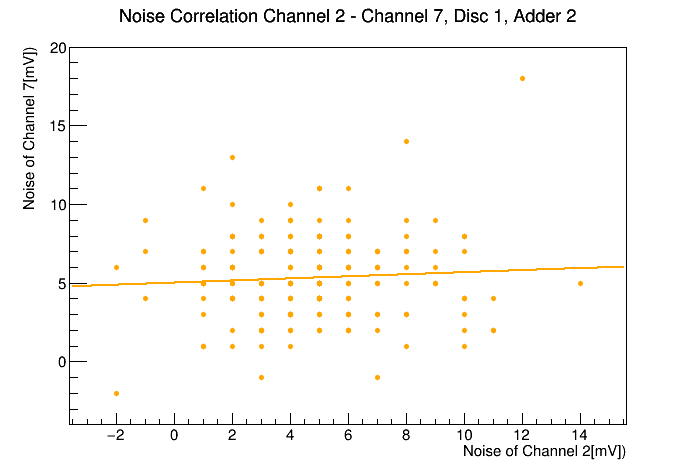 Noise Correlation Channel 2 - Channel 7, Disc 1, Adder 2
Noise of Channel 7[mV])
20
15
10
5
0
−2 0 2 4 6 8 10 12 14
Noise of Channel 2[mV])